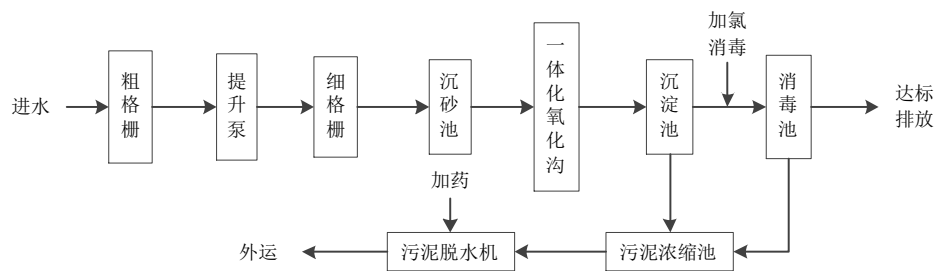 加氯
消毒
进水
粗格栅
提升泵
细格栅
沉砂池
一体化氧化沟
沉淀池
消毒池
达标
排放
加药
外运
污泥脱水机
污泥浓缩池